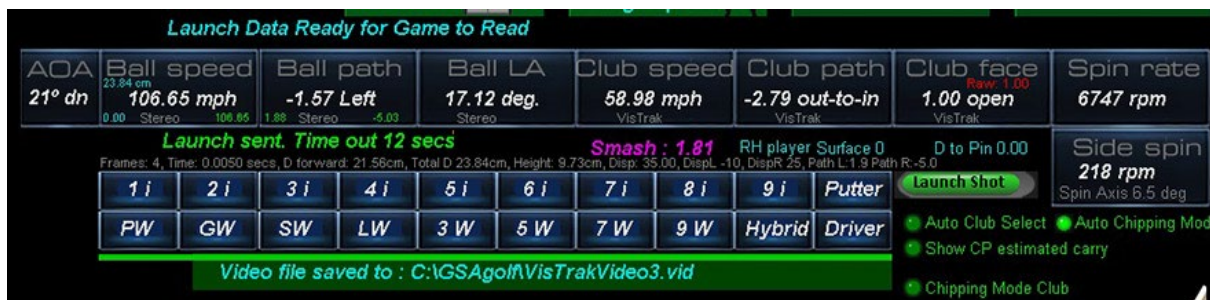 Launch Data Ready for Game to Read
AOA
21º dn
Ball speed
23.84 cm
106.65 mph
0.00 Stereo 106.65
Ball path
-1.57 Left
1.88 Stereo -5.03
Ball LA
17.12 deg.
Stereo
Club speed
58.98 mph
VisTrak
Club path
-2.79 out-to-in
VisTrak
Club face
Raw: 1.00
1.00 open
VisTrak
Spin rate
6747 rpm
Launch sent. Time out 12 secs
Smash : 1.81
RH player Surface 0
D to Pin 0.00
Frames: 4, Time: 0.0050 secs, D forward: 21.56cm, Total D 23.84cm, Height: 9.73cm, Disp: 35.00, DispL -10, DispR 25, Path L:1.9 Path R:-5.0
Side spin
218 rpm
Spin Axis 6.5 deg
1 i 2 i 3 i 4 i 5 i 6 i 7 i 8 i 9 i Putter
Launch Shot
PW GW SW LW 3 W 5 W 7 W 9 W Hybrid Driver
Auto Club Select Auto Chipping Mod
Show CP estimated carry
Video file saved to : C:\GSAgolf\VisTrakVideo3.vid
Chipping Mode Club